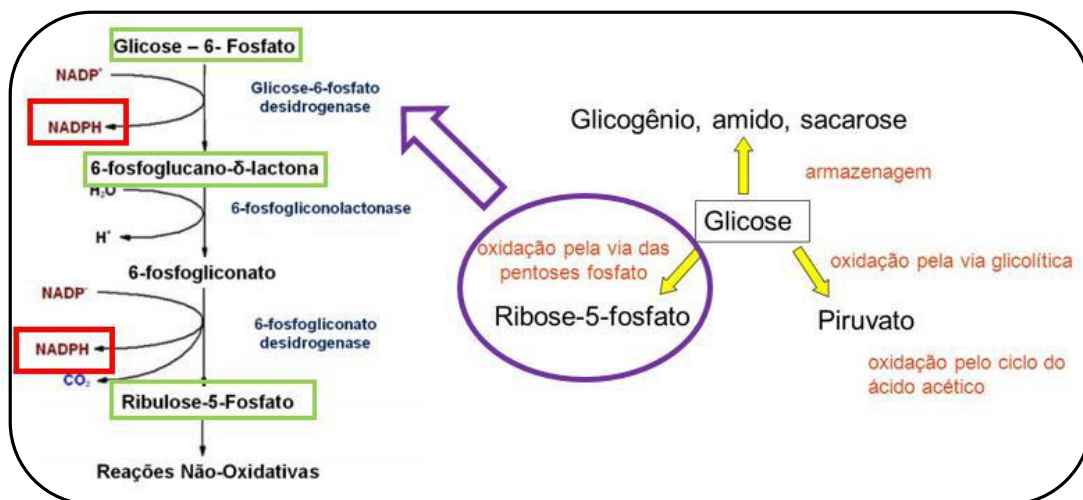 Glicose – 6- Fosfato
NADP⁺
Glicose-6-fosfato
desidrogenase
NADPH
6-fosfoglucano-δ-lactona
H₂O
6-fosfogliconolactonase
H⁺
6-fosfogliconato
NADP⁺
6-fosfogliconato
desidrogenase
NADPH
CO₂
Ribulose-5-Fosfato
Reações Não-Oxidativas
Glicogênio, amido, sacarose
armazenagem
Glicose
oxidação pela via das
pentoses fosfato
oxidação pela via glicolítica
Ribose-5-fosfato
Piruvato
oxidação pelo ciclo do
ácido acético